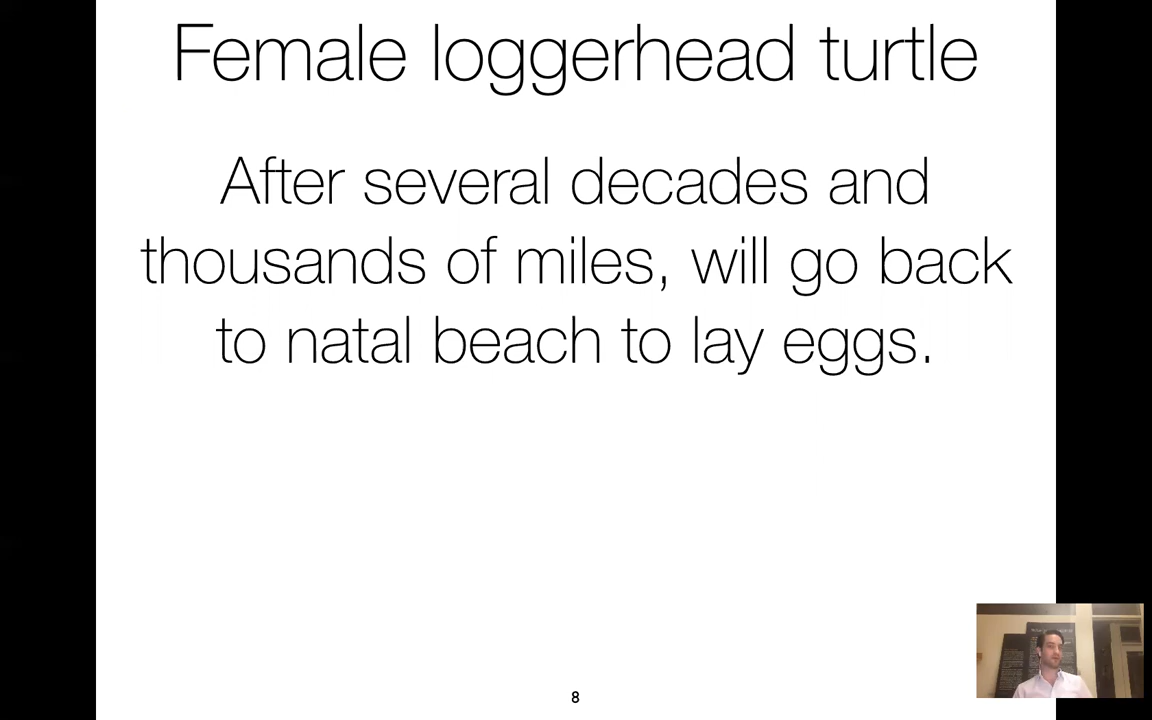 Female loggerhead turtle
After several decades and
thousands of miles, will go back
to natal beach to lay eggs.
8